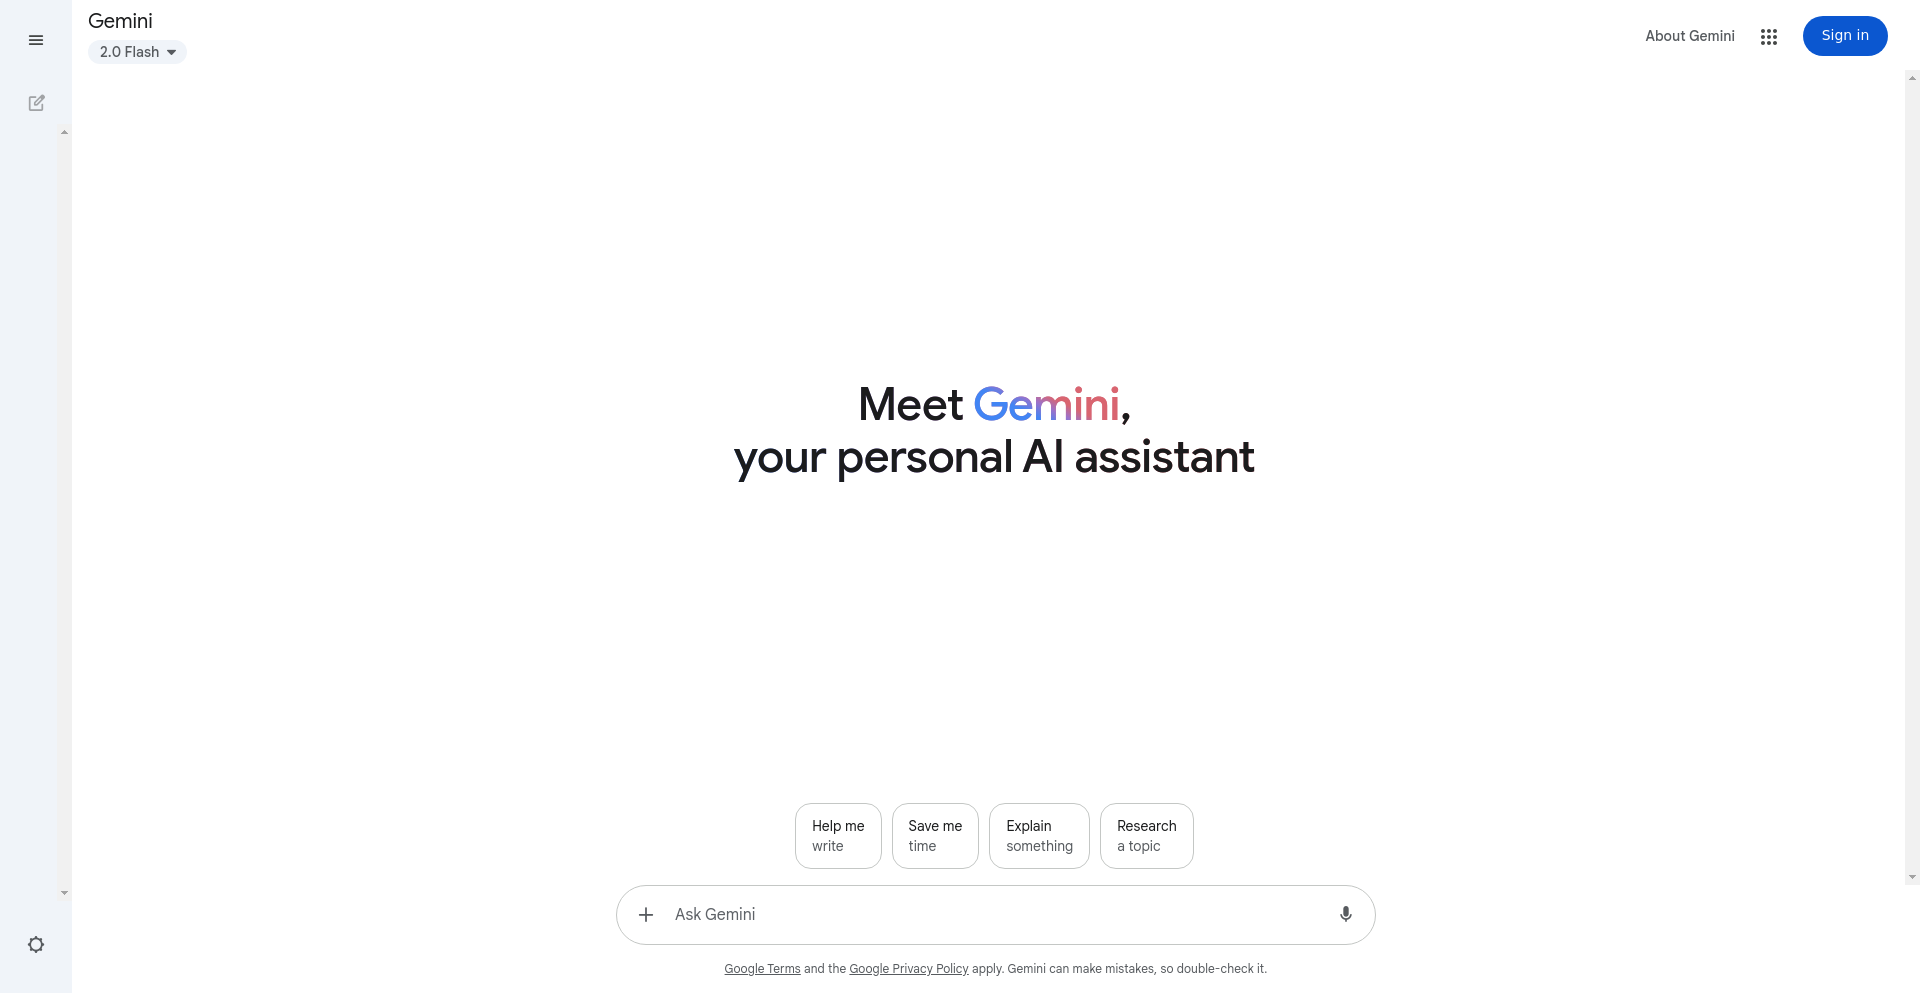 Gemini
2.0 Flash
About Gemini
Sign in
Meet Gemini,
your personal AI assistant
Help me
write
Save me
time
Explain
something
Research
a topic
Ask Gemini
Google Terms and the Google Privacy Policy apply. Gemini can make mistakes, so double-check it.